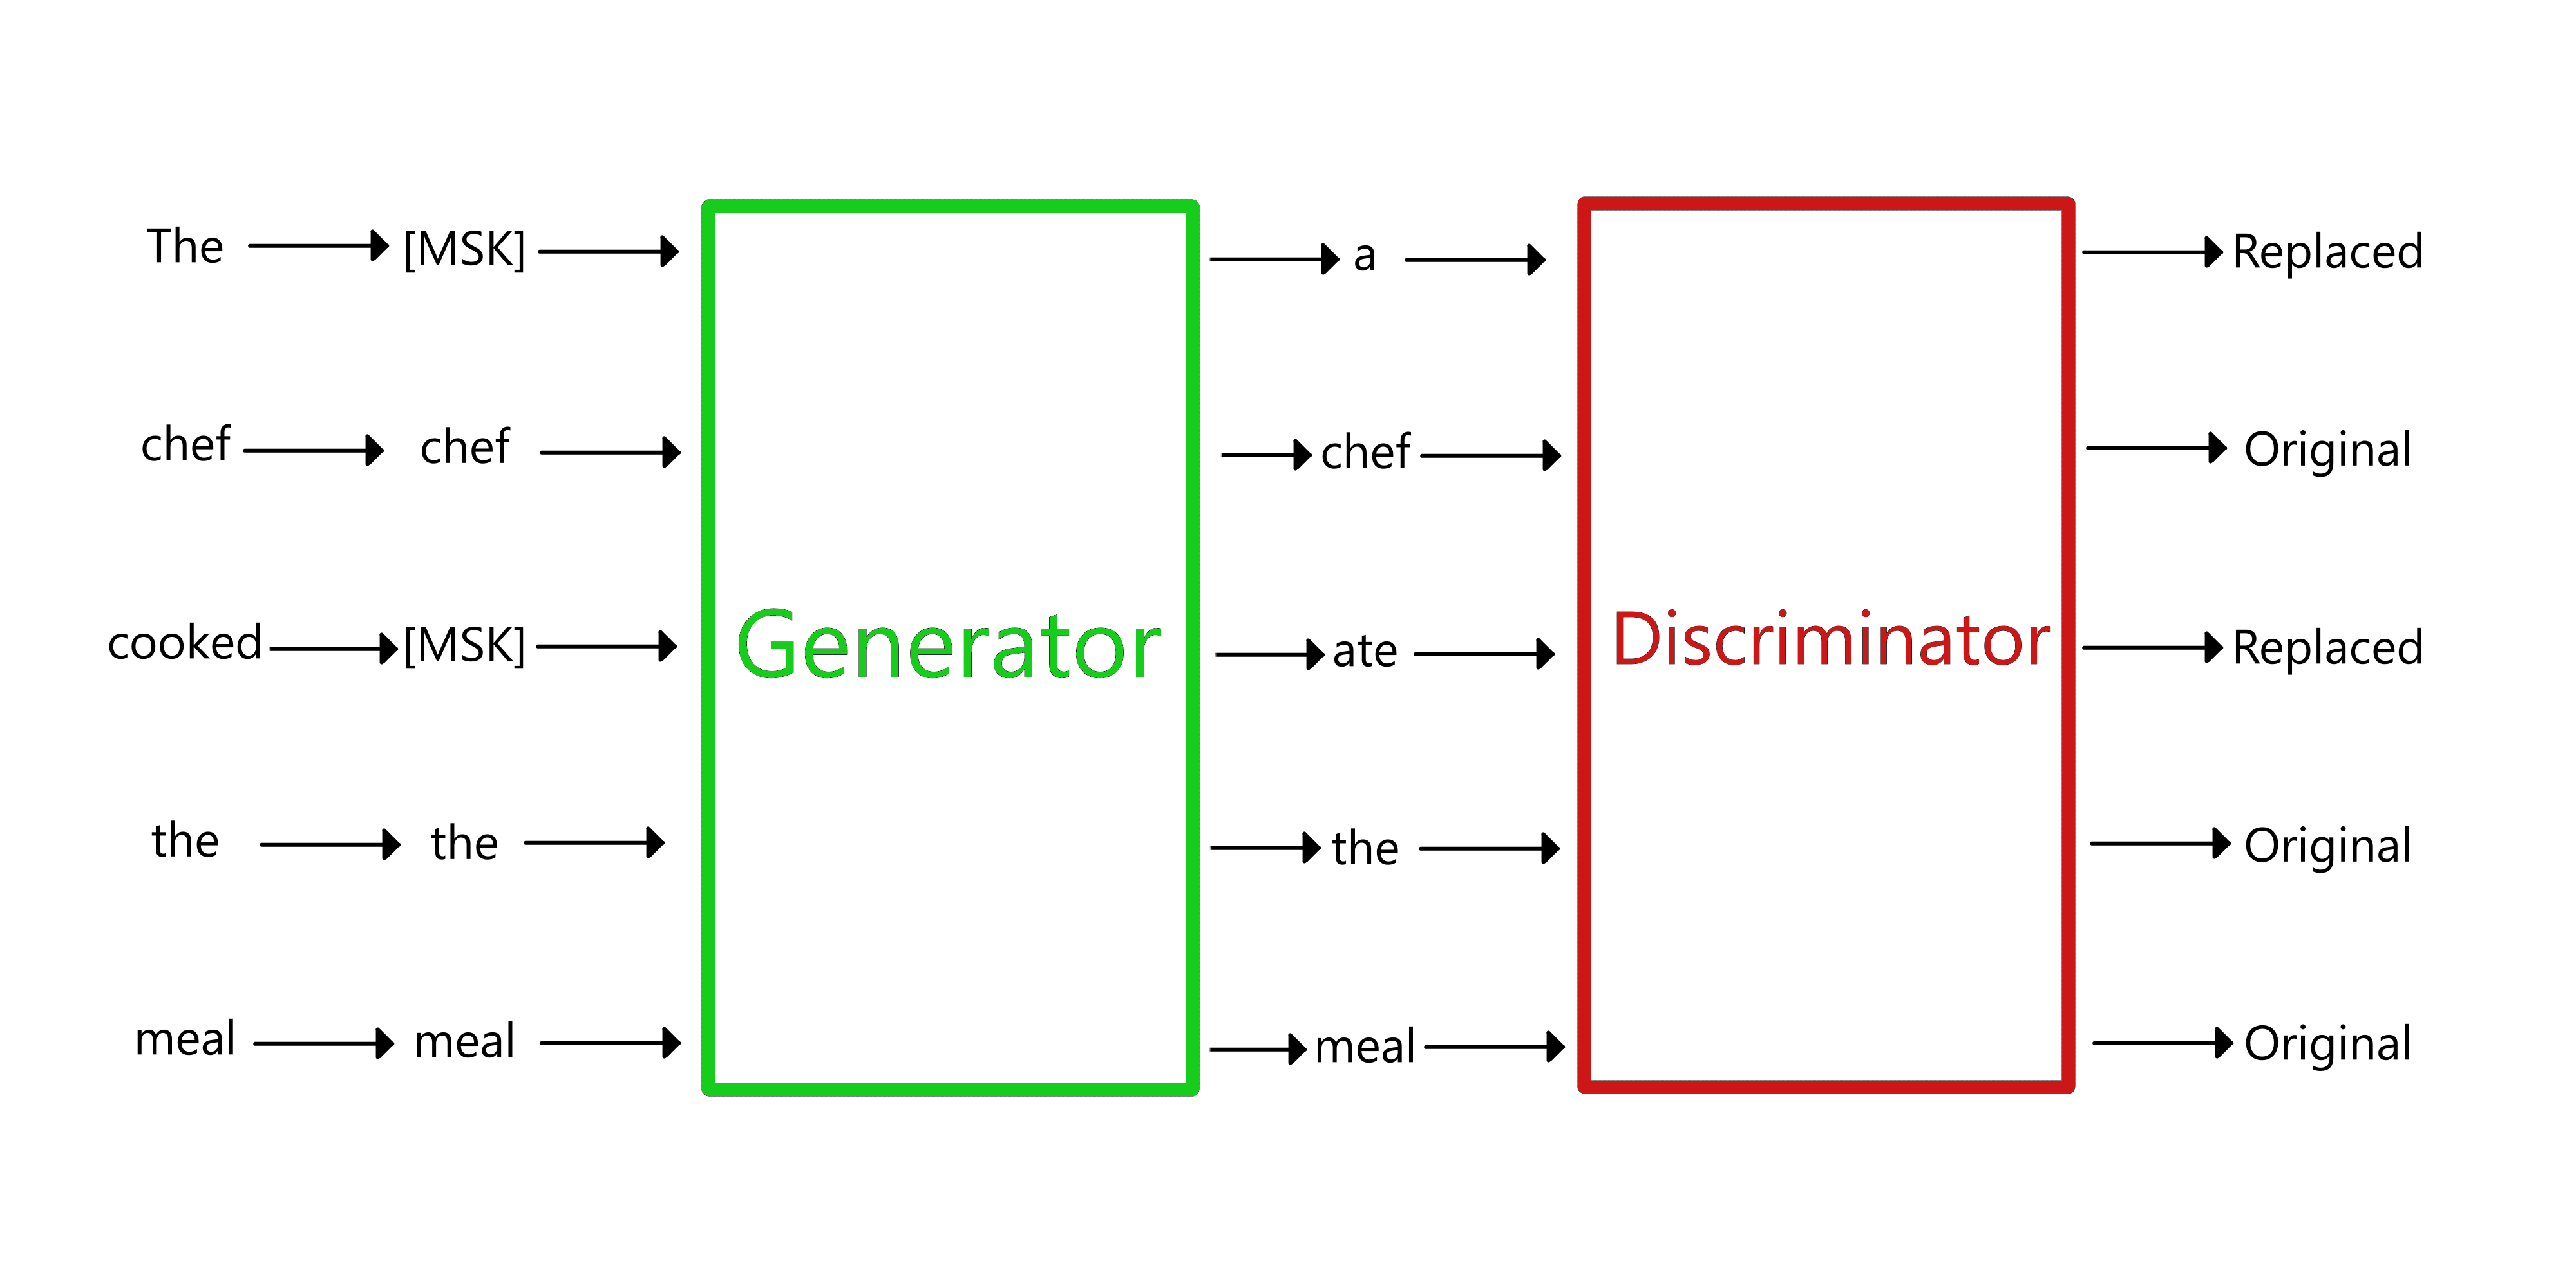 The [MSK] a Replaced
chef chef chef Original
cooked [MSK] ate Replaced
Generator Discriminator
the the the Original
meal meal meal Original